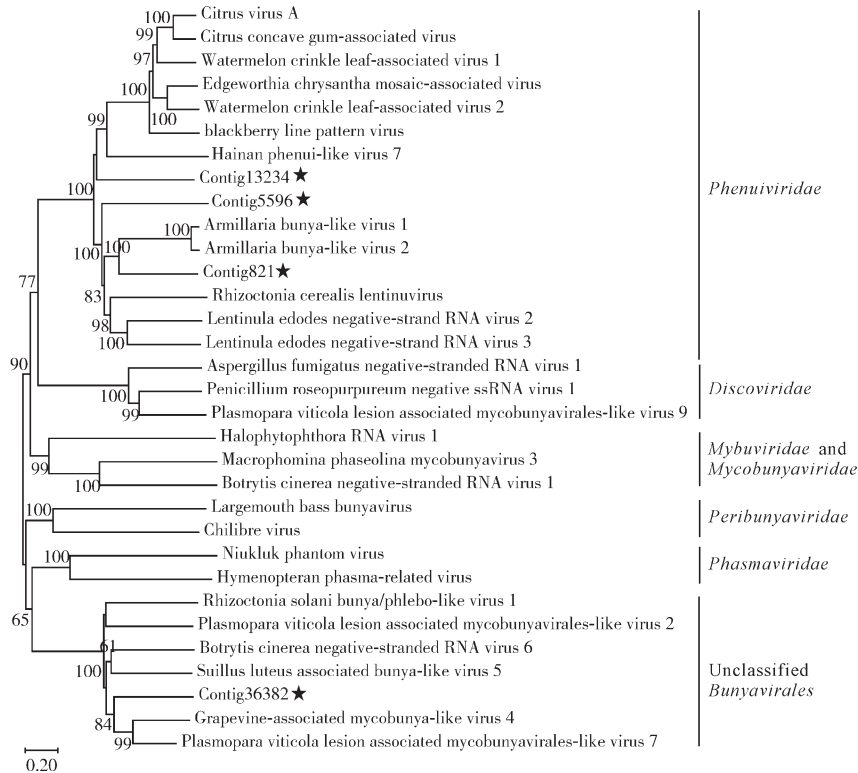 Citrus virus A
100
99
Citrus concave gum-associated virus
97
Watermelon crinkle leaf-associated virus 1
Edgeworthia chrysantha mosaic-associated virus
100
Watermelon crinkle leaf-associated virus 2
99
100
blackberry line pattern virus
Hainan phenui-like virus 7
Contig13234★
100
Phenuiviridae
Contig5596★
Armillaria bunya-like virus 1
100
100
100
Armillaria bunya-like virus 2
Contig821★
77
83
Rhizoctonia cerealis lentinuvirus
Lentinula edodes negative-strand RNA virus 2
98
100
Lentinula edodes negative-strand RNA virus 3
90
Aspergillus fumigatus negative-stranded RNA virus 1
100
Penicillium roseopurpureum negative ssRNA virus 1
Discoviridae
99
Plasmopara viticola lesion associated mycobunyavirales-like virus 9
Halophytophthora RNA virus 1
Mybuviridae and
Mycobunyaviridae
99
Macrophomina phaseolina mycobunyavirus 3
100
Botrytis cinerea negative-stranded RNA virus 1
Largemouth bass bunyavirus
100
Peribunyaviridae
Chilibre virus
Niukluk phantom virus
100
Phasmaviridae
Hymenopteran phasma-related virus
65
Rhizoctonia solani bunya/phlebo-like virus 1
Plasmopara viticola lesion associated mycobunyavirales-like virus 2
61
Botrytis cinerea negative-stranded RNA virus 6
100
Suillus luteus associated bunya-like virus 5
Unclassified
Bunyavirales
Contig36382★
84
Grapevine-associated mycobunya-like virus 4
99
Plasmopara viticola lesion associated mycobunyavirales-like virus 7
0.20